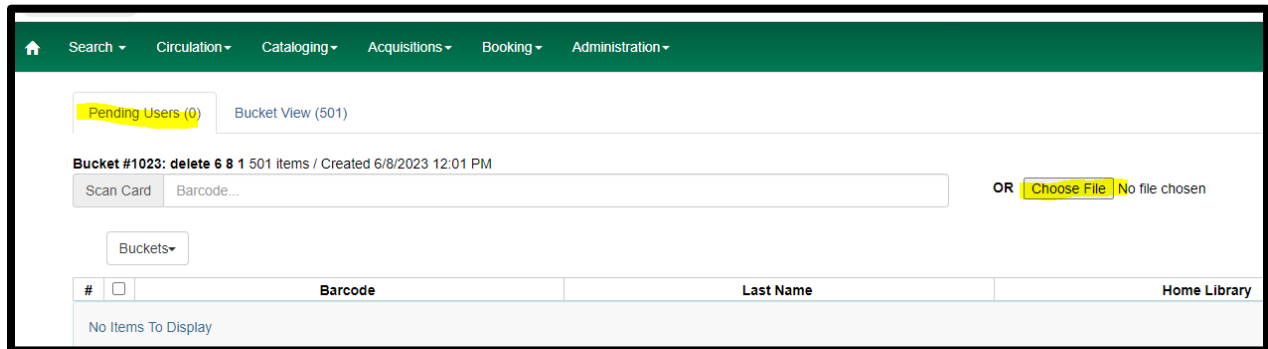 Search Circulation Cataloging Acquisitions Booking Administration
Pending Users (0) Bucket View (501)
Bucket #1023: delete 6 8 1 501 items / Created 6/8/2023 12:01 PM
Scan Card Barcode... OR Choose File No file chosen
Buckets
# Barcode Last Name Home Library
No Items To Display